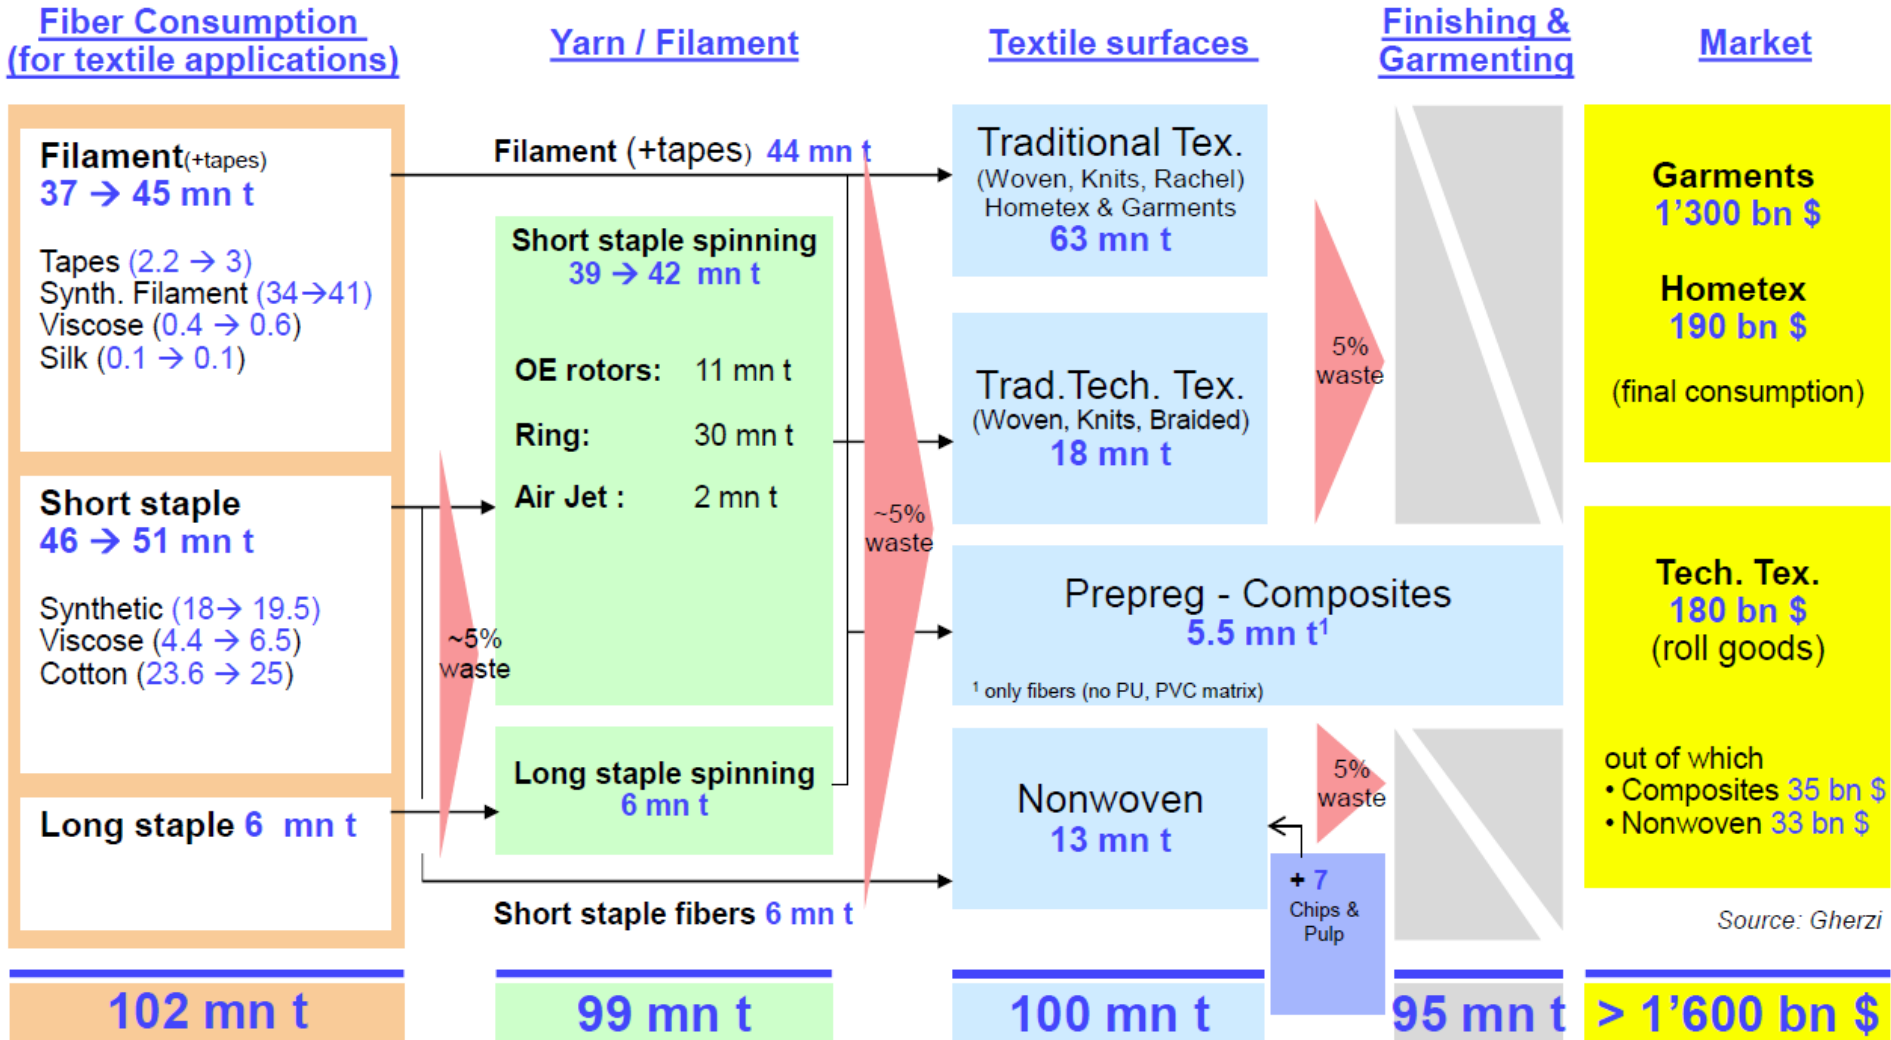 Fiber Consumption
(for textile applications)
Yarn / Filament
Textile surfaces
Finishing &
Garmenting
Market
Filament(+tapes)
37 → 45 mn t
Tapes (2.2 → 3)
Synth. Filament (34→41)
Viscose (0.4 → 0.6)
Silk (0.1 → 0.1)
Short staple
46 → 51 mn t
Synthetic (18→ 19.5)
Viscose (4.4 → 6.5)
Cotton (23.6 → 25)
Long staple 6 mn t
102 mn t
~5%
waste
Filament (+tapes) 44 mn t
Short staple spinning
39 → 42 mn t
OE rotors: 11 mn t
Ring: 30 mn t
Air Jet : 2 mn t
Long staple spinning
6 mn t
Short staple fibers 6 mn t
99 mn t
~5%
waste
Traditional Tex.
(Woven, Knits, Rachel)
Hometex & Garments
63 mn t
Trad.Tech. Tex.
(Woven, Knits, Braided)
18 mn t
Prepreg - Composites
5.5 mn t¹
¹ only fibers (no PU, PVC matrix)
Nonwoven
13 mn t
100 mn t
5%
waste
5%
waste
+ 7
Chips &
Pulp
95 mn t
Garments
1’300 bn $
Hometex
190 bn $
(final consumption)
Tech. Tex.
180 bn $
(roll goods)
out of which
• Composites 35 bn $
• Nonwoven 33 bn $
Source: Gherzi
> 1’600 bn $